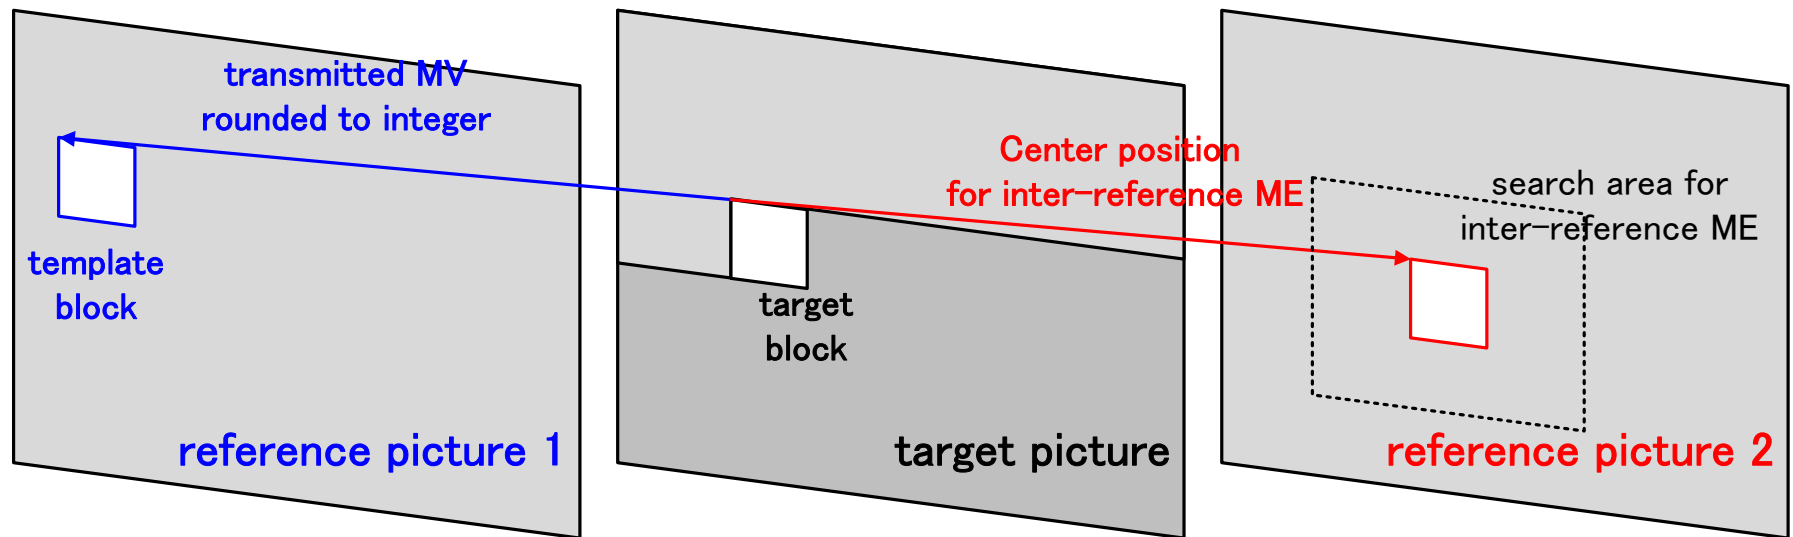 transmitted MV
rounded to integer
template
block
reference picture 1
target
block
target picture
Center position
for inter-reference ME
search area for
inter-reference ME
reference picture 2